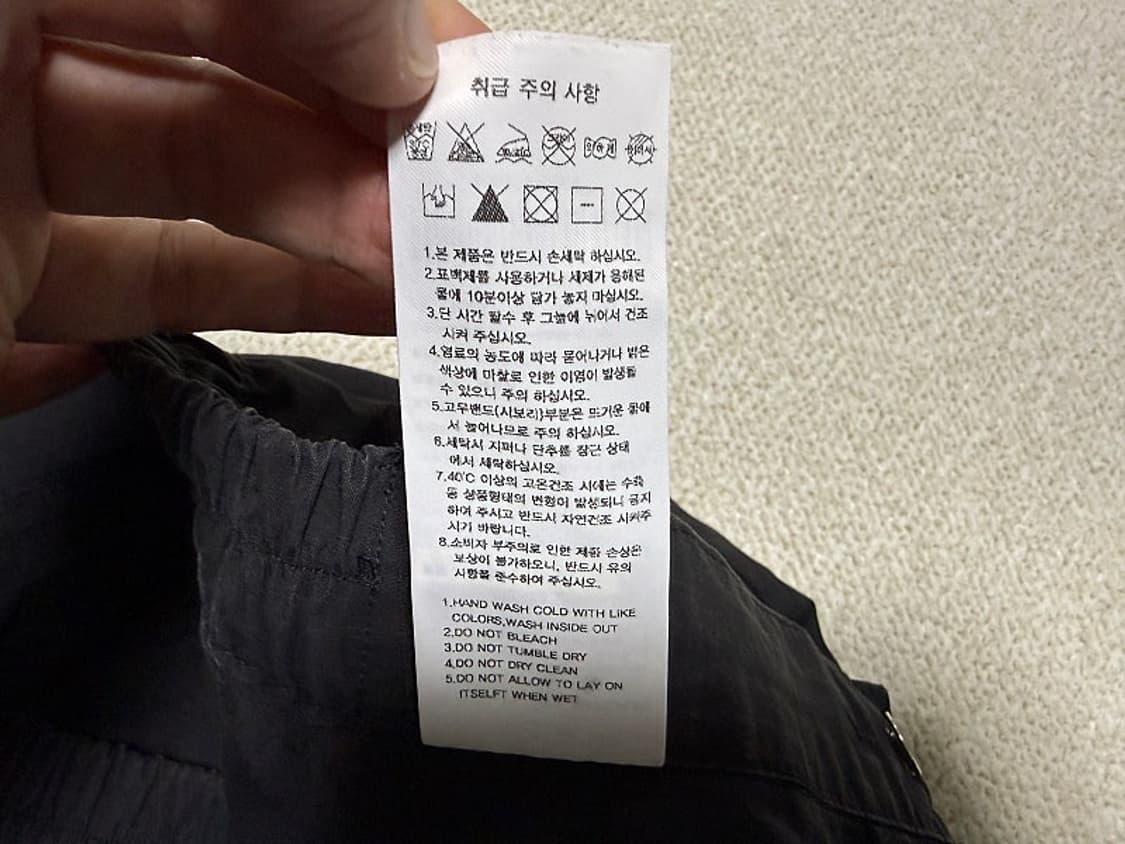 취급 주의 사항
손세탁 30℃ 드라이 약하게
1.본 제품은 반드시 손세탁 하십시오.
2.표백제를 사용하거나 세제가 용해된
물에 10분이상 담가 놓지 마십시오.
3.단 시간 탈수 후 그늘에 뉘어서 건조
시켜 주십시오.
4.염료의 농도에 따라 묻어나거나 밝은
색상에 마찰로 인한 이염이 발생될
수 있으니 주의 하십시오.
5.고무밴드(시보리)부분은 뜨거운 물에
서 늘어나므로 주의 하십시오.
6.세탁시 지퍼나 단추를 잠근 상태
에서 세탁하십시오.
7.40℃ 이상의 고온건조 시에는 수축
등 상품형태의 변형이 발생되니 금지
하여 주시고 반드시 자연건조 시켜주
시기 바랍니다.
8.소비자 부주의로 인한 제품 손상은
보상이 불가하오니, 반드시 유의
사항을 준수하여 주십시오.
1.HAND WASH COLD WITH LIKE
COLORS,WASH INSIDE OUT
2.DO NOT BLEACH
3.DO NOT TUMBLE DRY
4.DO NOT DRY CLEAN
5.DO NOT ALLOW TO LAY ON
ITSELFT WHEN WET